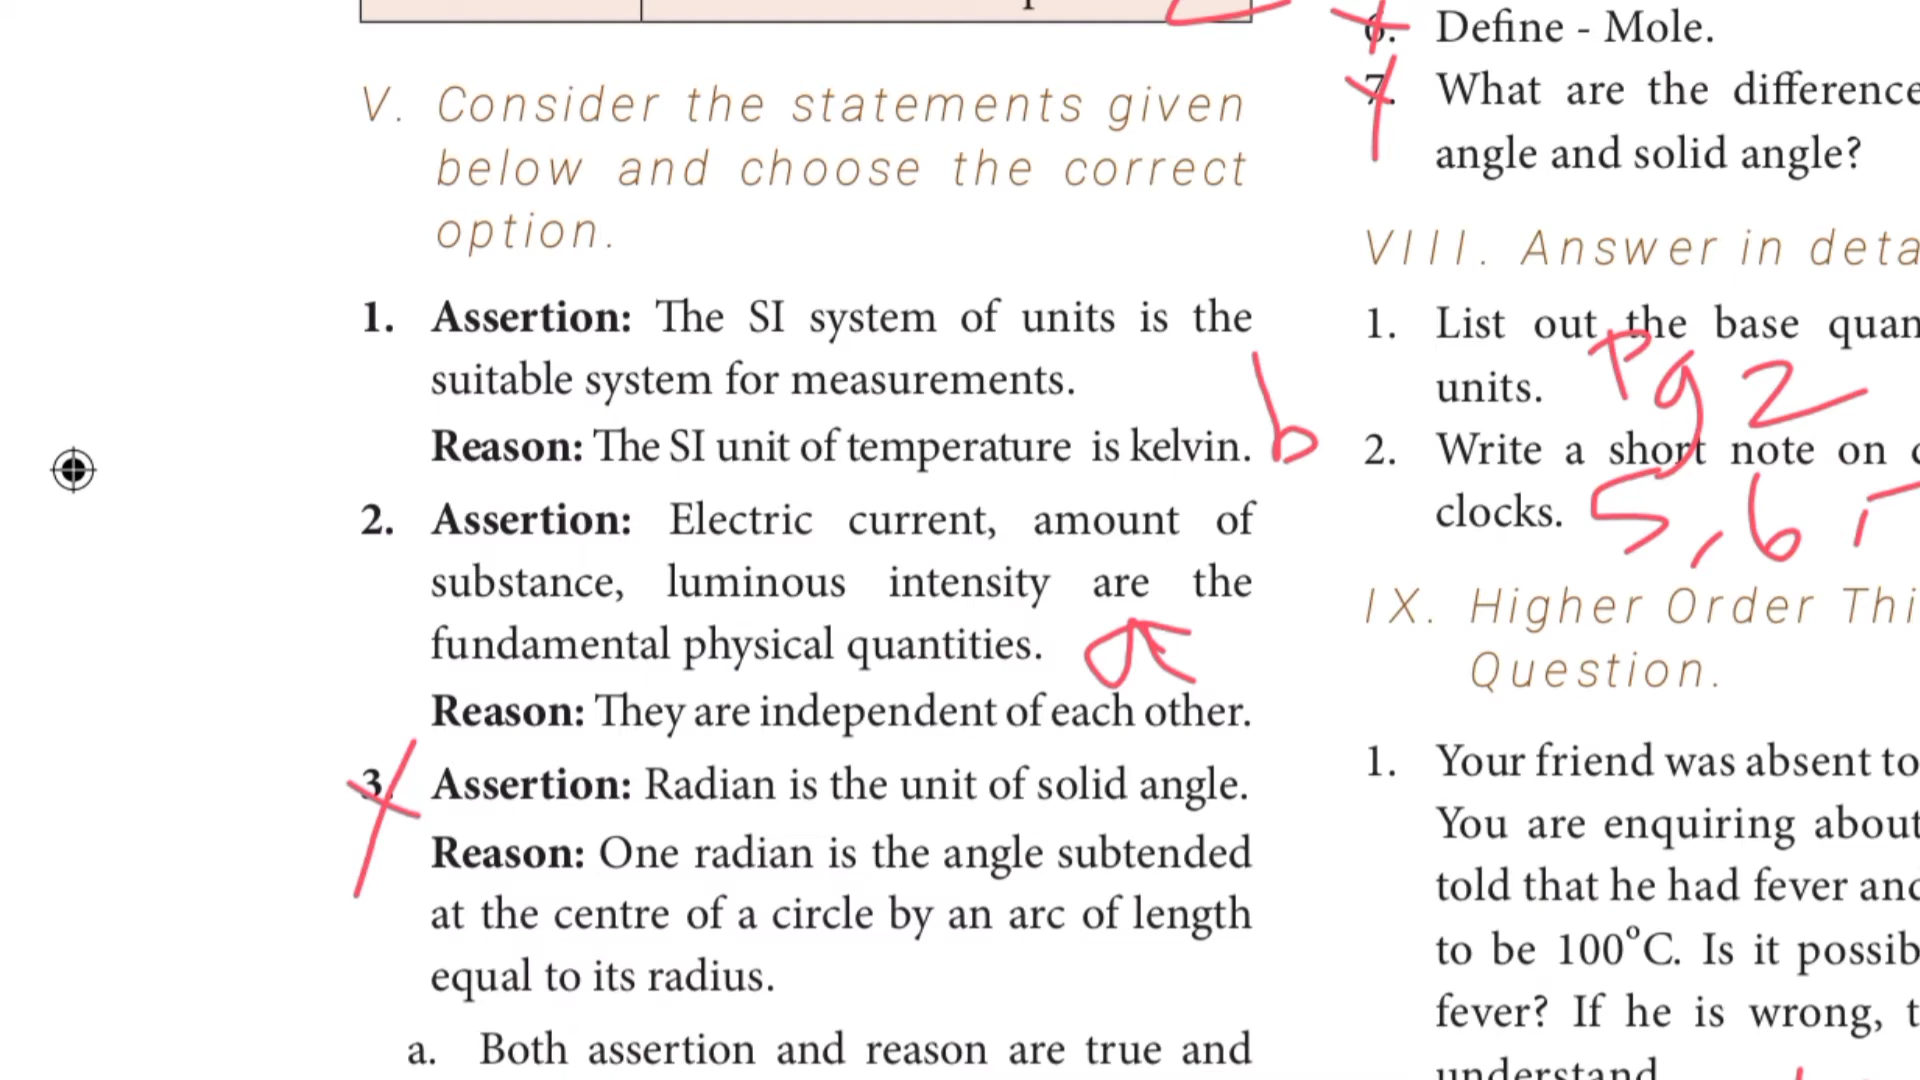 V. Consider the statements given
below and choose the correct
option.
1. Assertion: The SI system of units is the
suitable system for measurements.
Reason: The SI unit of temperature is kelvin. b
2. Assertion: Electric current, amount of
substance, luminous intensity are the
fundamental physical quantities. a
Reason: They are independent of each other.
3. Assertion: Radian is the unit of solid angle.
Reason: One radian is the angle subtended
at the centre of a circle by an arc of length
equal to its radius.
a. Both assertion and reason are true and
6. Define - Mole.
7. What are the difference
angle and solid angle?
VIII. Answer in deta
1. List out the base quan
units. Pg 2
2. Write a short note on
clocks. 5, 6
IX. Higher Order Thi
Question.
1. Your friend was absent to
You are enquiring about
told that he had fever and
to be 100°C. Is it possib
fever? If he is wrong, t
understand